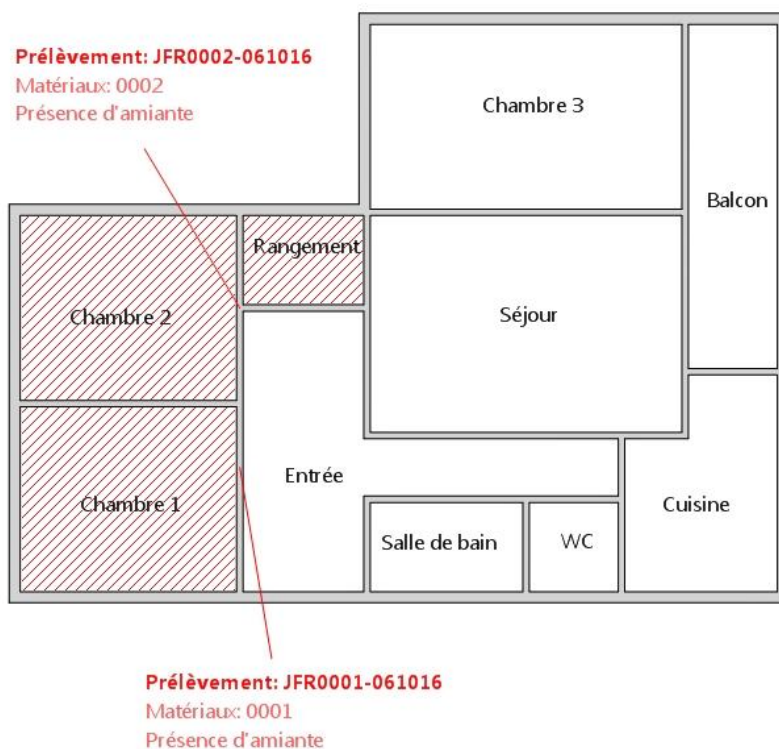 Prélèvement: JFR0002-061016
Matériaux: 0002
Présence d'amiante
Chambre 3
Balcon
Rangement
Chambre 2
Séjour
Chambre 1
Entrée
Cuisine
Salle de bain
WC
Prélèvement: JFR0001-061016
Matériaux: 0001
Présence d'amiante